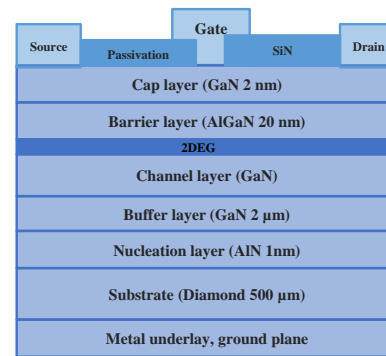 Gate
Source
Passivation
SiN
Drain
Cap layer (GaN 2 nm)
Barrier layer (AlGaN 20 nm)
2DEG
Channel layer (GaN)
Buffer layer (GaN 2 µm)
Nucleation layer (AlN 1nm)
Substrate (Diamond 500 µm)
Metal underlay, ground plane